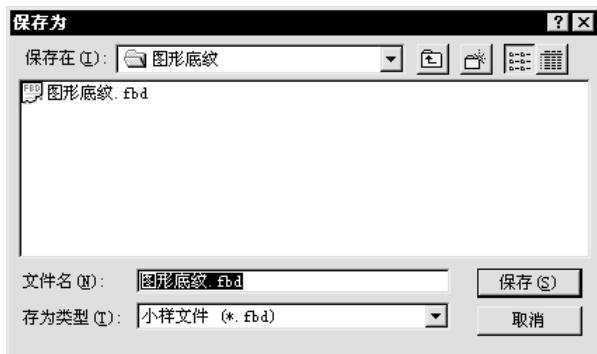 保存为
保存在(I): 图形底纹
FBD 图形底纹.fbd
文件名(N): 图形底纹.fbd 保存(S)
存为类型(T): 小样文件 (*.fbd) 取消